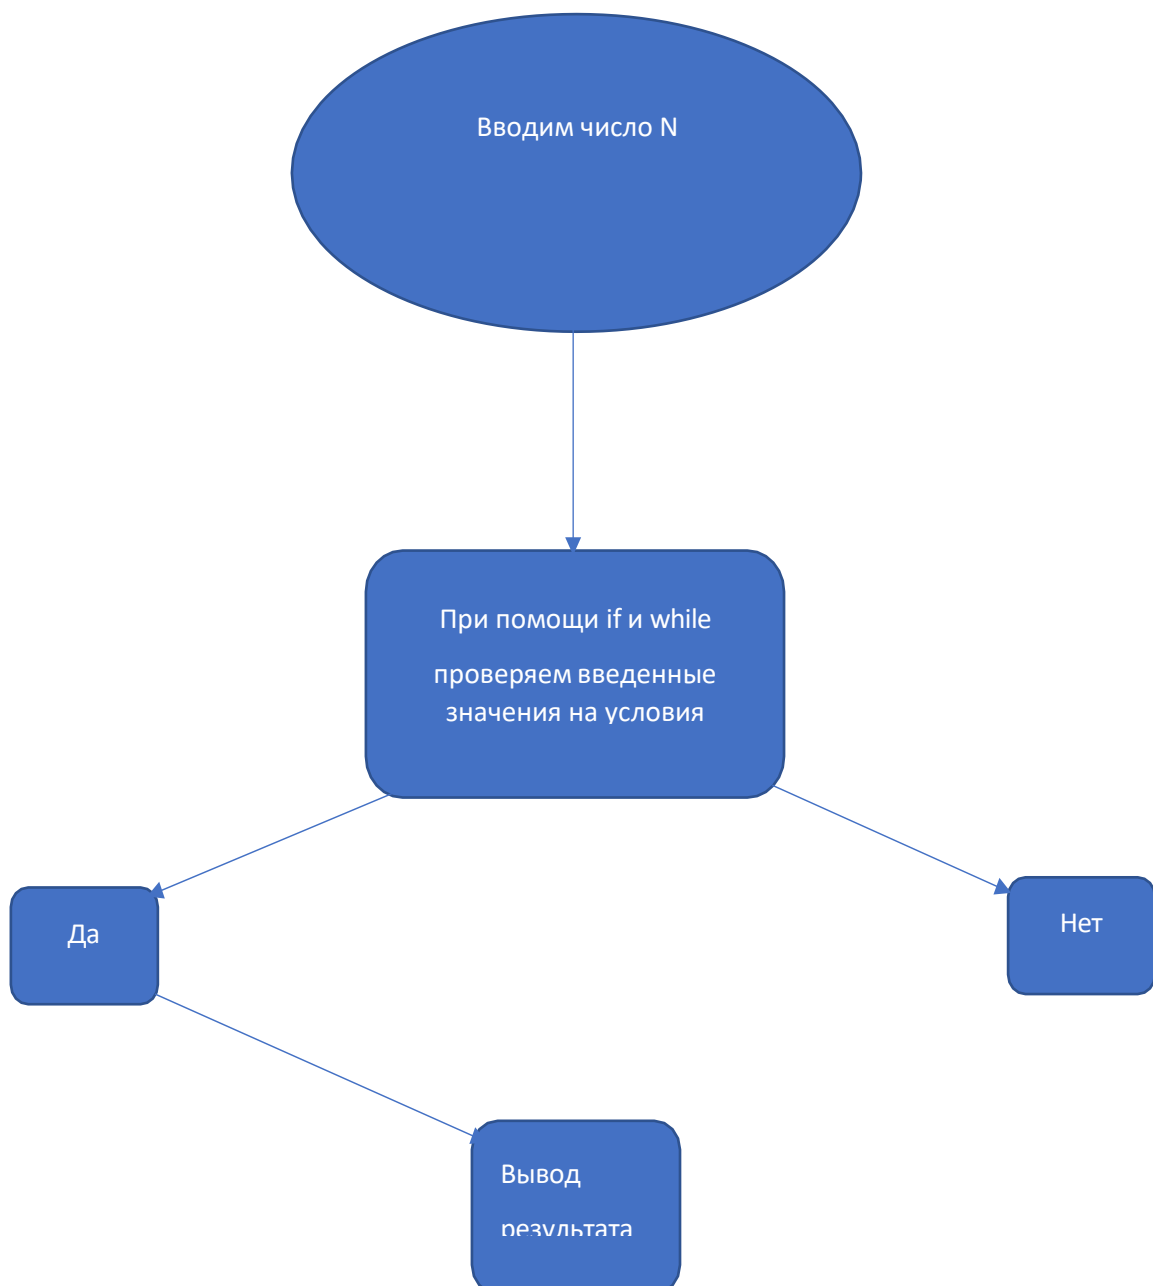 Вводим число N
При помощи if и while
проверяем введенные
значения на условия
Да
Нет
Вывод
результата